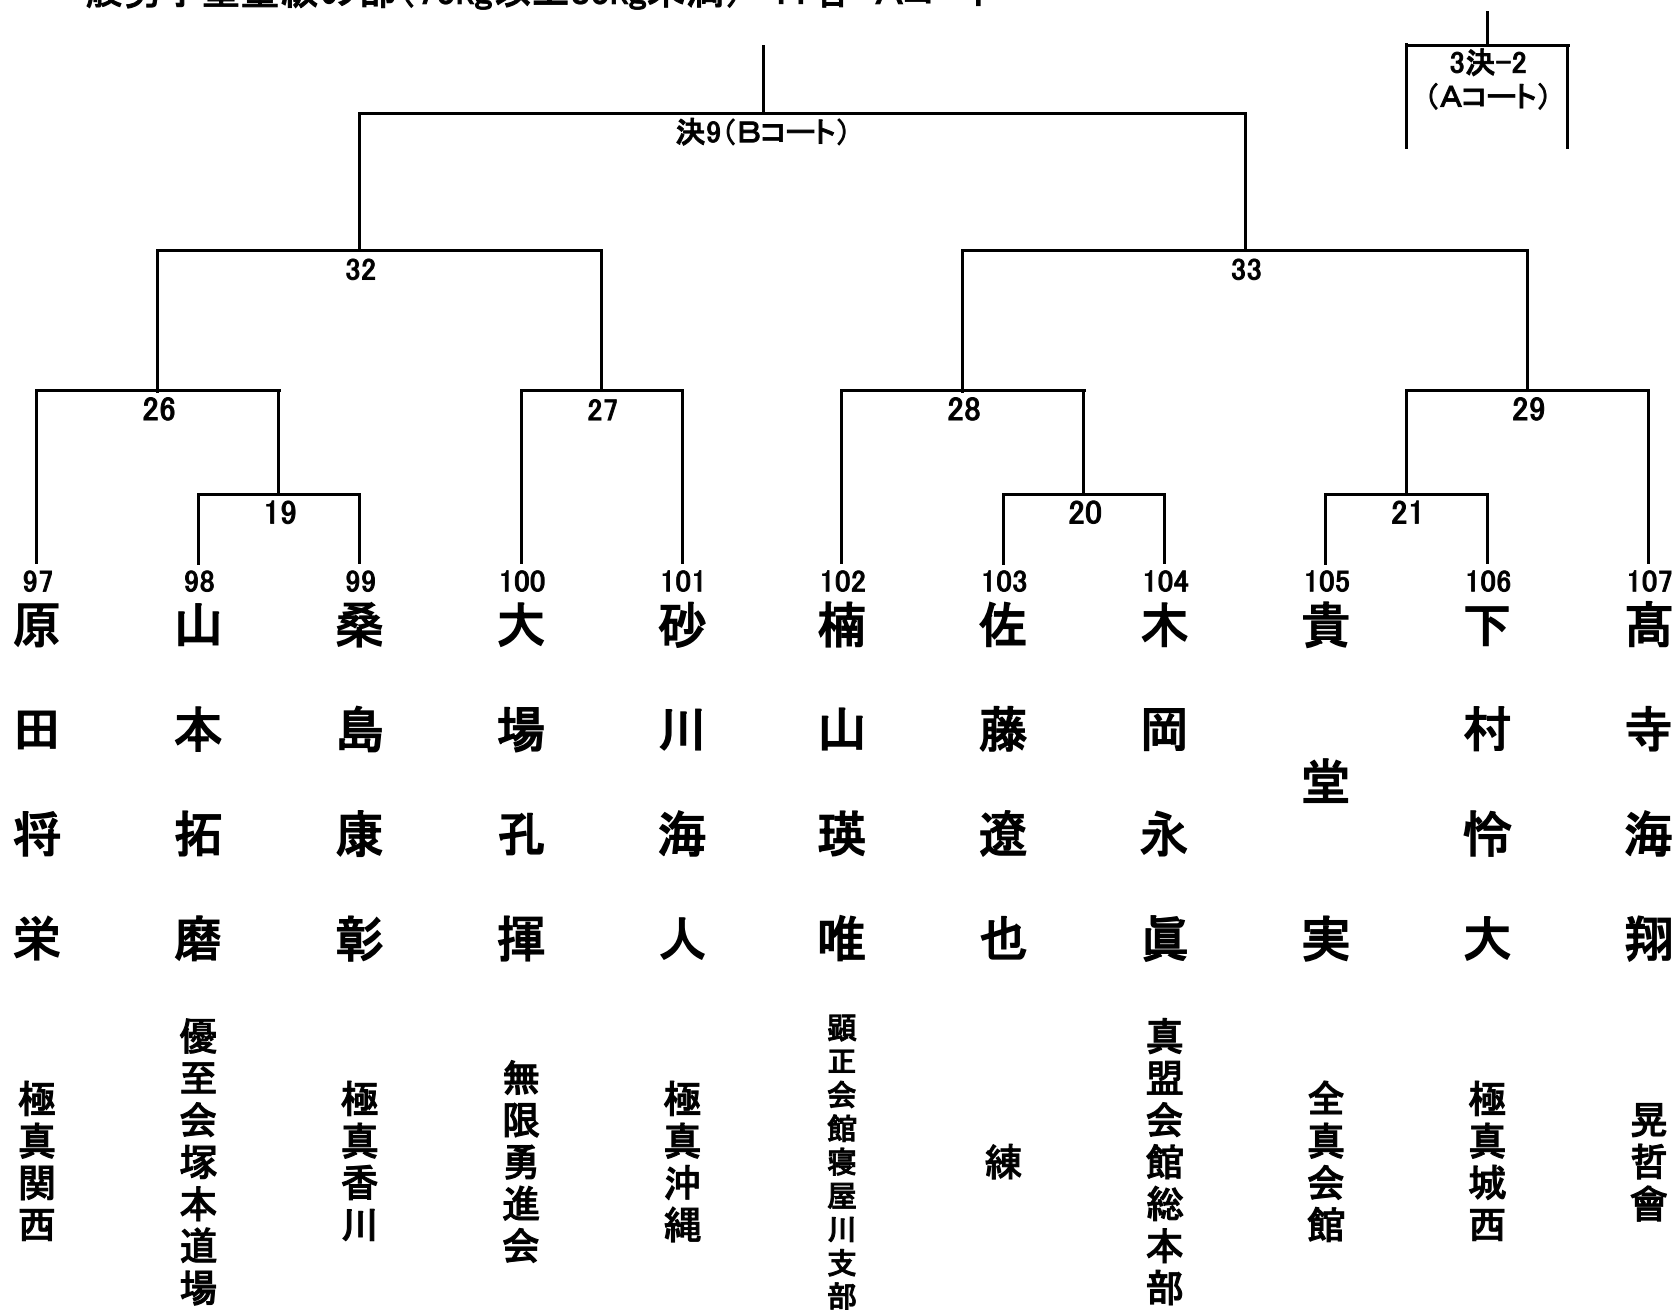 3決-2
（Aコート）
決9（Bコート）
32
33
26
27
28
29
19
20
21
97
98
99
100
101
102
103
104
105
106
107
原田将栄
山本拓磨
桑島康彰
大場孔揮
砂川海人
楠山瑛唯
佐藤遼也
木岡永眞
貴堂実
下村怜大
髙寺海翔
極真関西
優至会塚本道場
極真香川
無限勇進会
極真沖縄
顕正会館寝屋川支部
練
真盟会館総本部
全真会館
極真城西
晃哲會